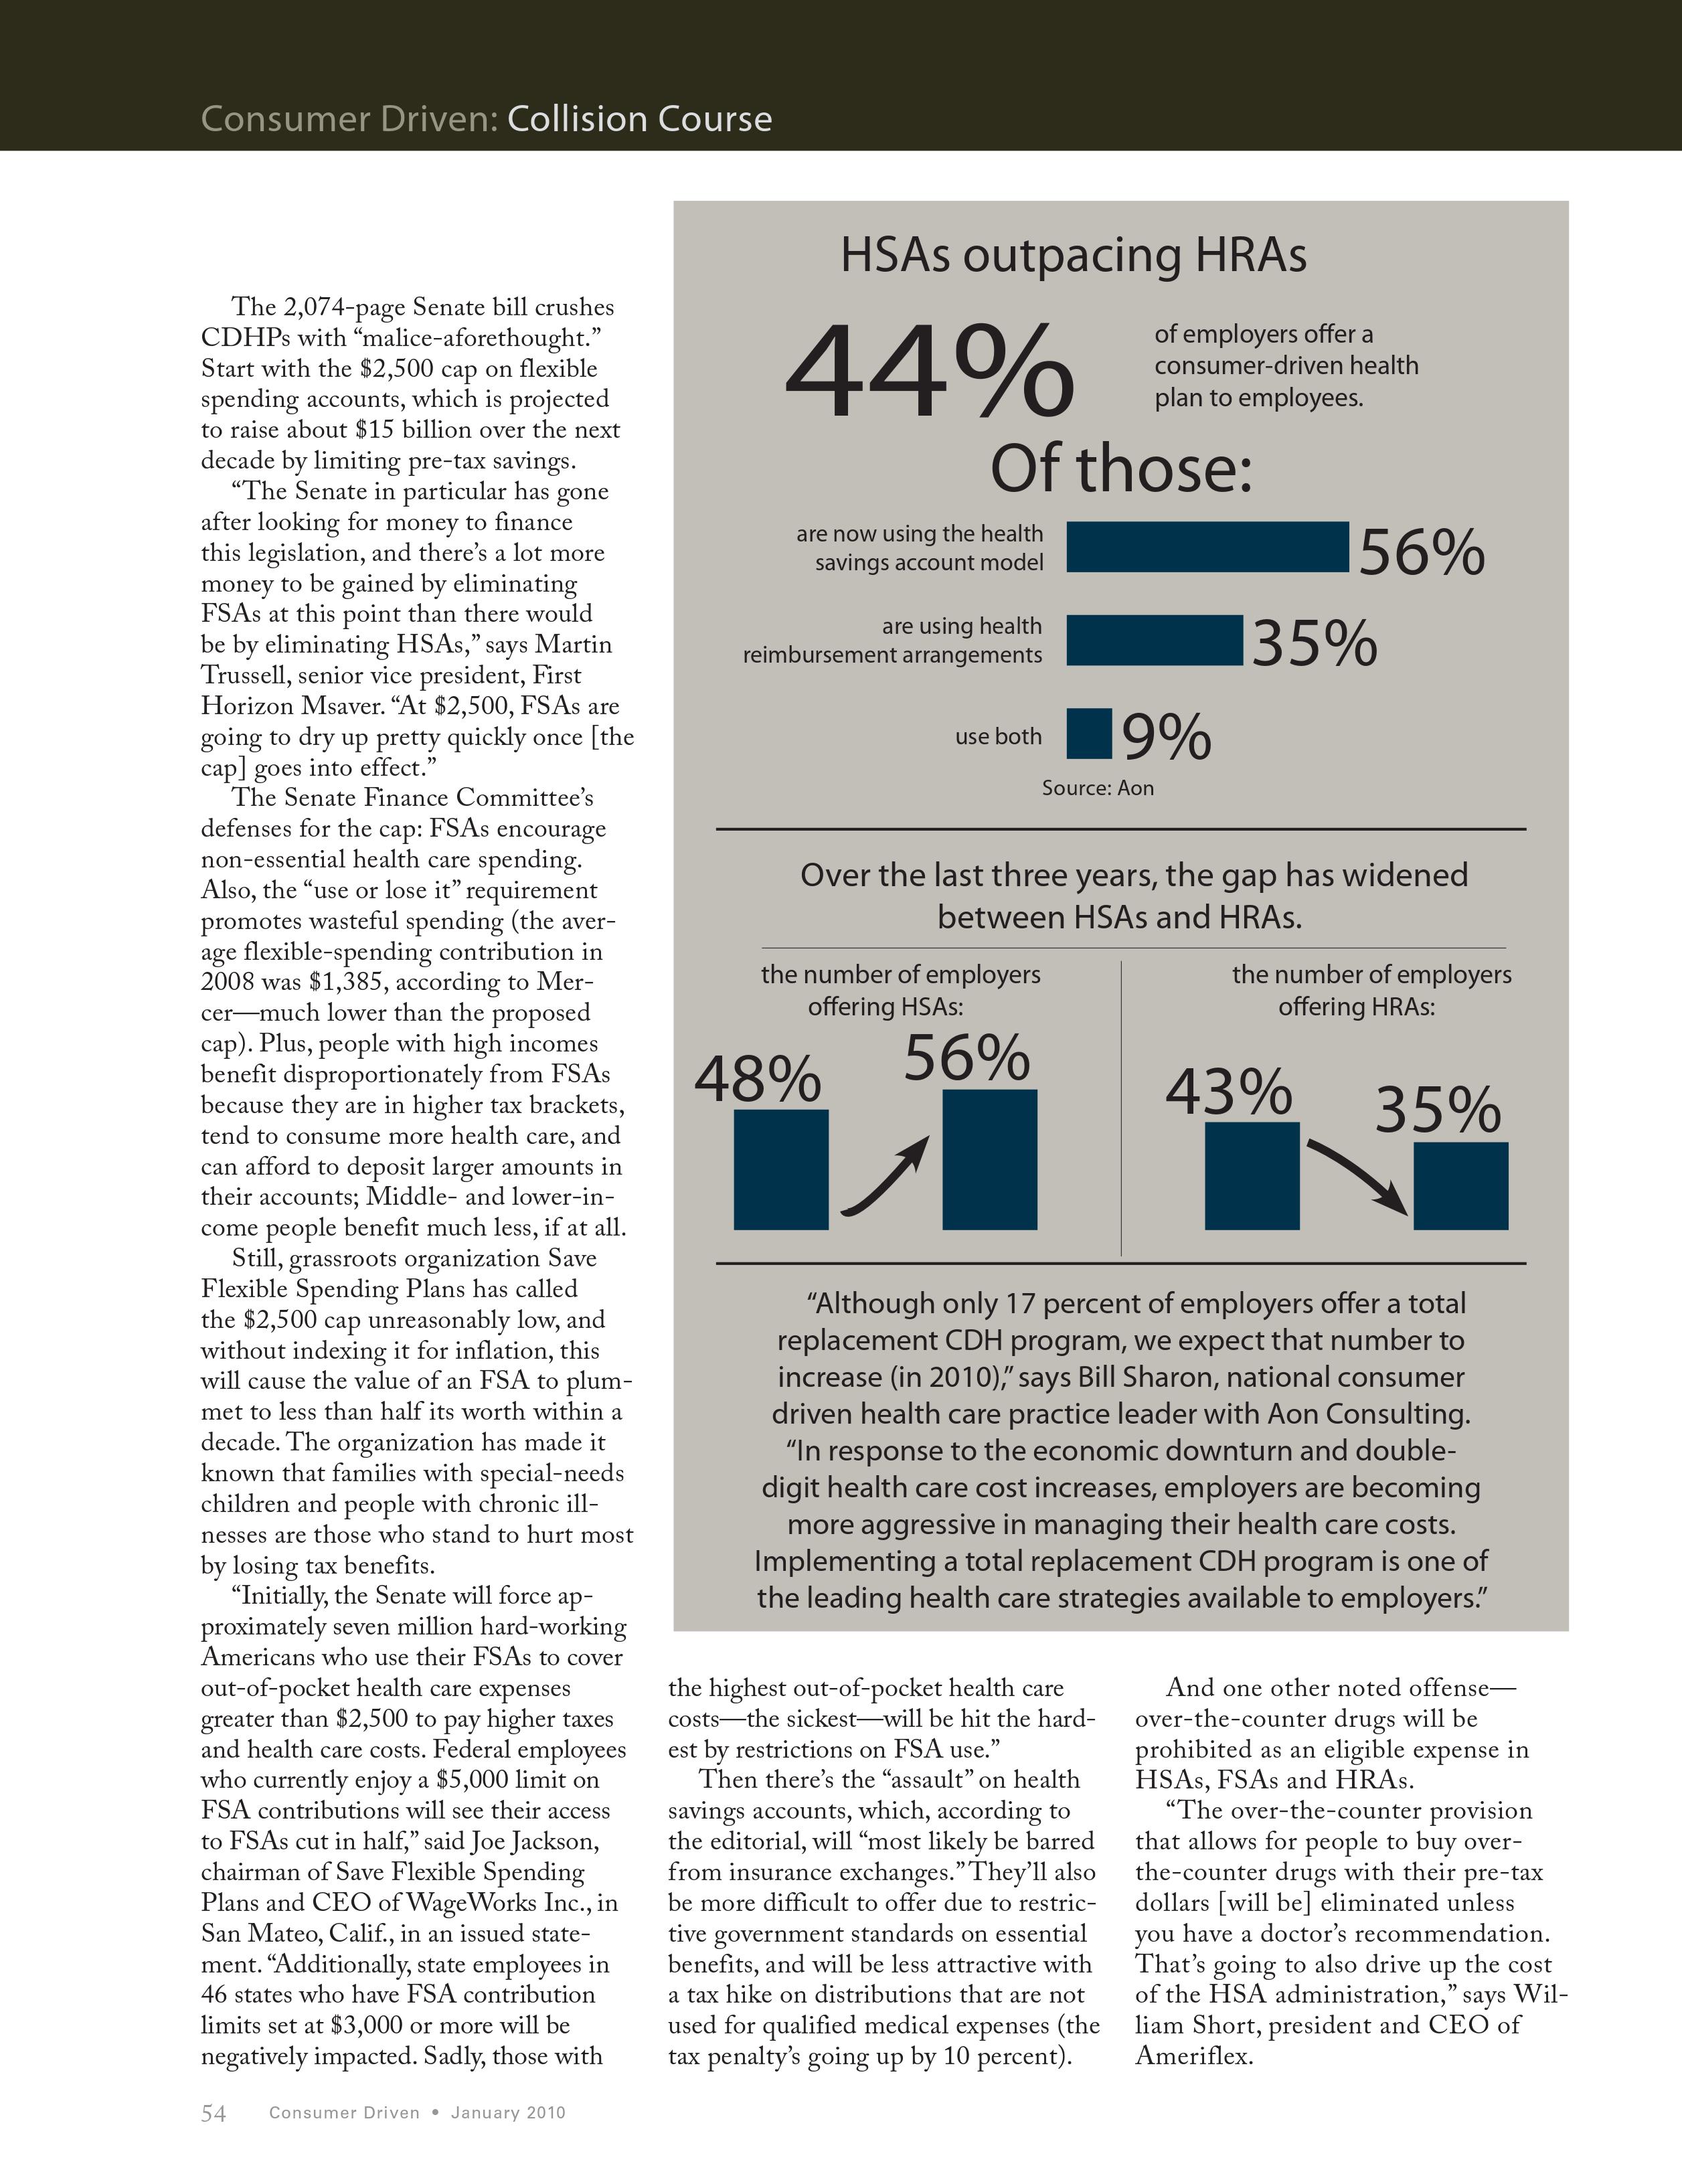 Consumer Driven: Collision Course
The 2,074-page Senate bill crushes
CDHPs with “malice-aforethought.”
Start with the $2,500 cap on flexible
spending accounts, which is projected
to raise about $15 billion over the next
decade by limiting pre-tax savings.
“The Senate in particular has gone
after looking for money to finance
this legislation, and there’s a lot more
money to be gained by eliminating
FSAs at this point than there would
be by eliminating HSAs,” says Martin
Trussell, senior vice president, First
Horizon Msaver. “At $2,500, FSAs are
going to dry up pretty quickly once [the
cap] goes into effect.”
The Senate Finance Committee’s
defenses for the cap: FSAs encourage
non-essential health care spending.
Also, the “use or lose it” requirement
promotes wasteful spending (the aver-
age flexible-spending contribution in
2008 was $1,385, according to Mer-
cer—much lower than the proposed
cap). Plus, people with high incomes
benefit disproportionately from FSAs
because they are in higher tax brackets,
tend to consume more health care, and
can afford to deposit larger amounts in
their accounts; Middle- and lower-in-
come people benefit much less, if at all.
Still, grassroots organization Save
Flexible Spending Plans has called
the $2,500 cap unreasonably low, and
without indexing it for inflation, this
will cause the value of an FSA to plum-
met to less than half its worth within a
decade. The organization has made it
known that families with special-needs
children and people with chronic ill-
nesses are those who stand to hurt most
by losing tax benefits.
“Initially, the Senate will force ap-
proximately seven million hard-working
Americans who use their FSAs to cover
out-of-pocket health care expenses
greater than $2,500 to pay higher taxes
and health care costs. Federal employees
who currently enjoy a $5,000 limit on
FSA contributions will see their access
to FSAs cut in half,” said Joe Jackson,
chairman of Save Flexible Spending
Plans and CEO of WageWorks Inc., in
San Mateo, Calif., in an issued state-
ment. “Additionally, state employees in
46 states who have FSA contribution
limits set at $3,000 or more will be
negatively impacted. Sadly, those with
HSAs outpacing HRAs
44%
of employers offer a
consumer-driven health
plan to employees.
Of those:
are now using the health
savings account model
56%
are using health
reimbursement arrangements
35%
use both
9%
Source: Aon
Over the last three years, the gap has widened
between HSAs and HRAs.
the number of employers
offering HSAs:
48%
56%
the number of employers
offering HRAs:
43%
35%
“Although only 17 percent of employers offer a total
replacement CDH program, we expect that number to
increase (in 2010),” says Bill Sharon, national consumer
driven health care practice leader with Aon Consulting.
“In response to the economic downturn and double-
digit health care cost increases, employers are becoming
more aggressive in managing their health care costs.
Implementing a total replacement CDH program is one of
the leading health care strategies available to employers.”
the highest out-of-pocket health care
costs—the sickest—will be hit the hard-
est by restrictions on FSA use.”
Then there’s the “assault” on health
savings accounts, which, according to
the editorial, will “most likely be barred
from insurance exchanges.” They’ll also
be more difficult to offer due to restric-
tive government standards on essential
benefits, and will be less attractive with
a tax hike on distributions that are not
used for qualified medical expenses (the
tax penalty’s going up by 10 percent).
And one other noted offense—
over-the-counter drugs will be
prohibited as an eligible expense in
HSAs, FSAs and HRAs.
“The over-the-counter provision
that allows for people to buy over-
the-counter drugs with their pre-tax
dollars [will be] eliminated unless
you have a doctor’s recommendation.
That’s going to also drive up the cost
of the HSA administration,” says Wil-
liam Short, president and CEO of
Ameriflex.
54 Consumer Driven • January 2010